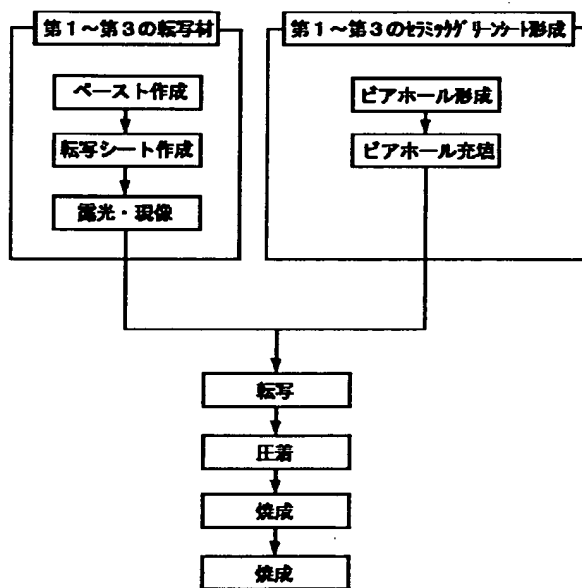 第1～第3の転写材
第1～第3のｾﾗﾐｯｸｸﾞﾘｰﾝｼｰﾄ形成
ペースト作成
ビアホール形成
転写シート作成
ビアホール充填
露光・現像
転写
圧着
焼成
焼成